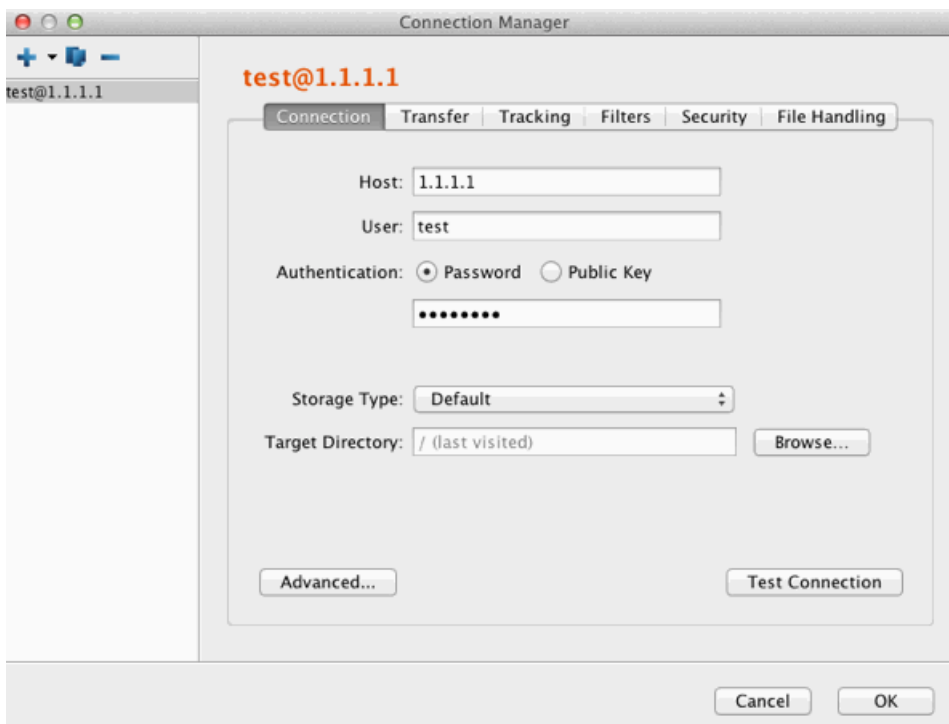 Connection Manager
test@1.1.1.1
test@1.1.1.1
Connection Transfer Tracking Filters Security File Handling
Host: 1.1.1.1
User: test
Authentication: Password Public Key
••••••••
Storage Type: Default
Target Directory: / (last visited) Browse...
Advanced... Test Connection
Cancel OK